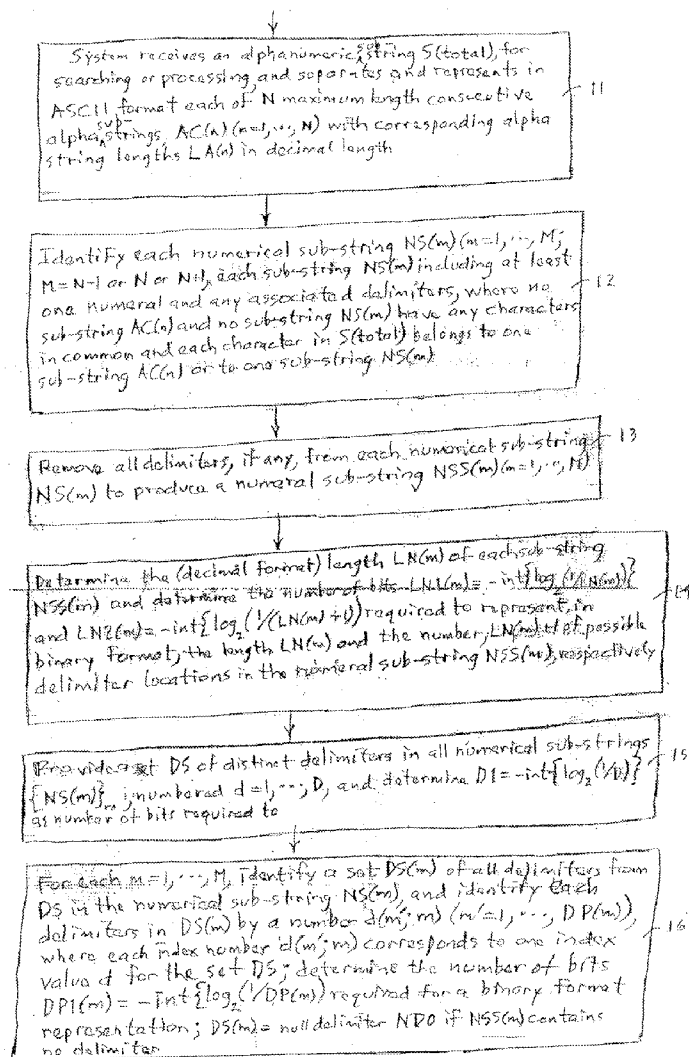 System receives an alphanumeric sub-string S(total), for
searching or processing, and separates and represents in
ASCII format each of N maximum length consecutive
alpha sub-strings, AC(n) (n=1,..., N) with corresponding alpha
string lengths LA(n) in decimal length
11
Identify each numerical sub-string NS(m) (m=1,..., M;
M=N-1 or N or N+1), each sub-string NS(m) including at least
one numeral and any associated delimiters, where no
sub-string AC(n) and no sub-string NS(m) have any characters
in common and each character in S(total) belongs to one
sub-string AC(n) or to one sub-string NS(m)
12
Remove all delimiters, if any, from each numerical sub-string
NS(m) to produce a numeral sub-string NSS(m) (m=1,..., M)
13
Determine the (decimal format) length LN(m) of each sub-string
NSS(m) and determine the number of bits LN1(m) = -int{log2(1/LN(m))}
and LN2(m) = -int{log2(1/(LN(m)+1))} required to represent, in
binary format, the length LN(m) and the number, LN(m)+1 of possible
delimiter locations in the numeral sub-string NSS(m), respectively
14
Provide a set DS of distinct delimiters in all numerical sub-strings
{NS(m)}m, numbered d=1,..., D, and determine D1 = -int{log2(1/D)}
as number of bits required to
15
For each m=1,..., M, identify a set DS(m) of all delimiters from
DS in the numerical sub-string NS(m), and identify each
delimiters in DS(m) by a number d(m';m) (m'=1,..., DP(m)),
where each index number d(m';m) corresponds to one index
value d for the set DS; determine the number of bits
DP1(m) = -int{log2(1/DP(m))} required for a binary format
representation; DS(m) = null delimiter ND0 if NSS(m) contains
no delimiter
16